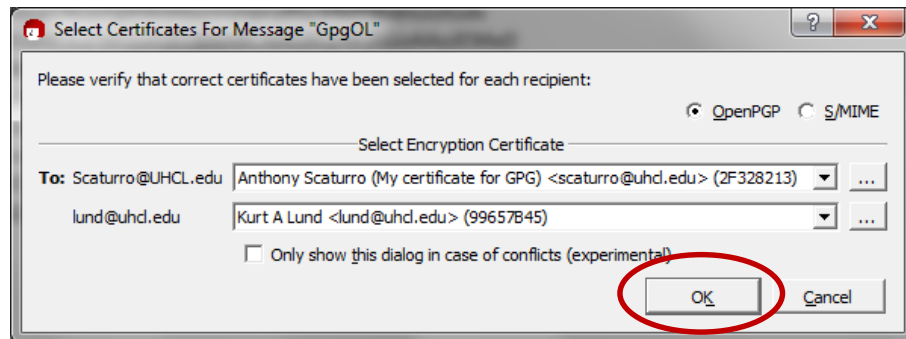 Select Certificates For Message "GpgOL"
Please verify that correct certificates have been selected for each recipient:
OpenPGP S/MIME
Select Encryption Certificate
To: Scaturro@UHCL.edu Anthony Scaturro (My certificate for GPG) <scaturro@uhcl.edu> (2F328213) ...
lund@uhcl.edu Kurt A Lund <lund@uhcl.edu> (99657B45) ...
Only show this dialog in case of conflicts (experimental)
OK Cancel